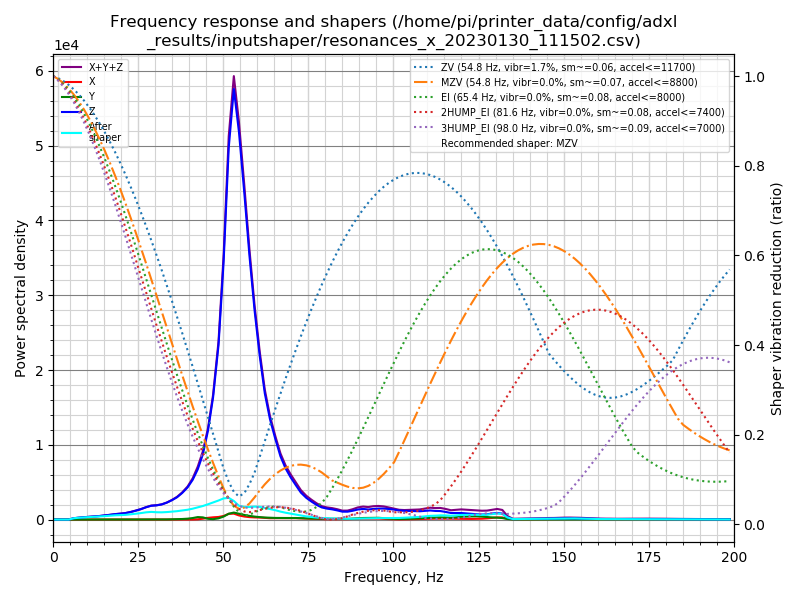 Frequency response and shapers (/home/pi/printer_data/config/adxl
_results/inputshaper/resonances_x_20230130_111502.csv)
1e4
X+Y+Z
X
Y
Z
After
shaper
ZV (54.8 Hz, vibr=1.7%, sm~=0.06, accel<=11700)
MZV (54.8 Hz, vibr=0.0%, sm~=0.07, accel<=8800)
EI (65.4 Hz, vibr=0.0%, sm~=0.08, accel<=8000)
2HUMP_EI (81.6 Hz, vibr=0.0%, sm~=0.08, accel<=7400)
3HUMP_EI (98.0 Hz, vibr=0.0%, sm~=0.09, accel<=7000)
Recommended shaper: MZV
6
5
4
3
2
1
0
Power spectral density
1.0
0.8
0.6
0.4
0.2
0.0
Shaper vibration reduction (ratio)
0 25 50 75 100 125 150 175 200
Frequency, Hz